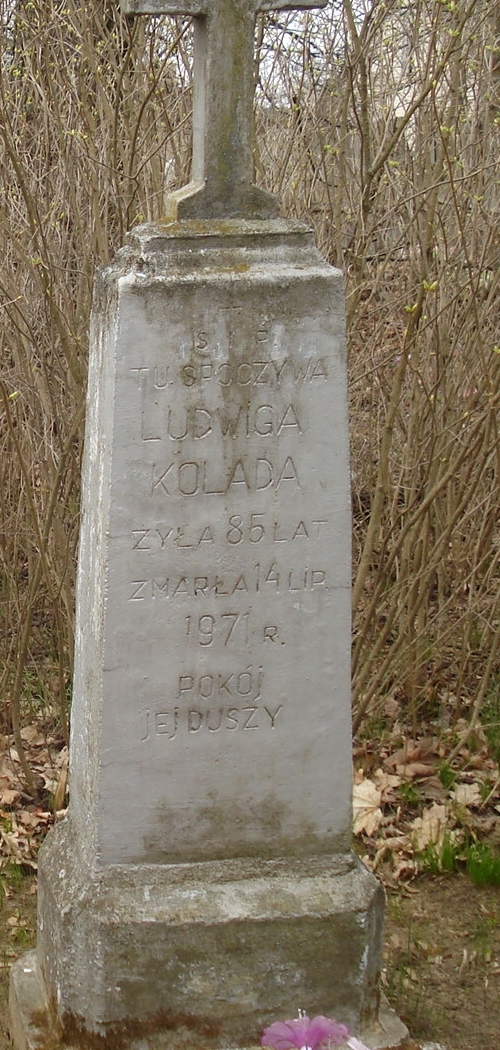 Ś P.
TU SPOCZYWA
LUDWIGA
KOLADA
ŻYŁA 85 LAT
ZMARŁA 14 LIP.
1971 R.
POKÓJ
JEJ DUSZY